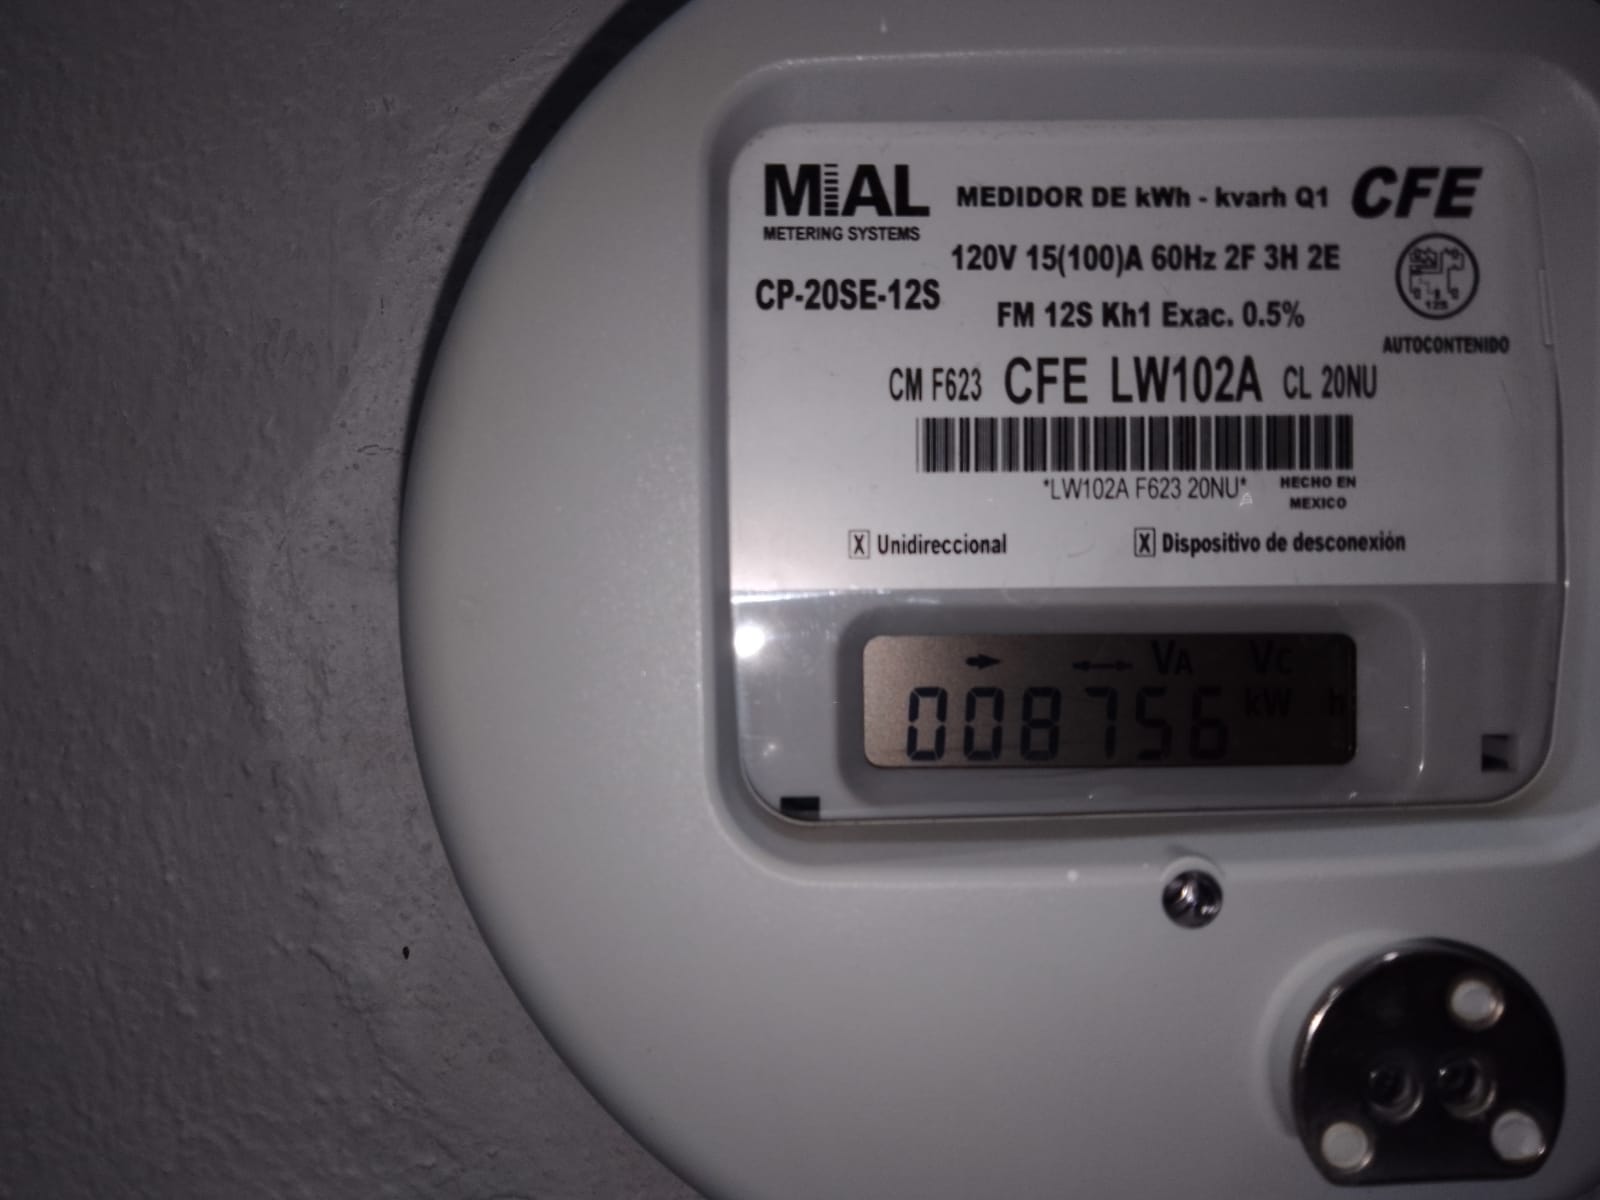 MIAL
METERING SYSTEMS
MEDIDOR DE kWh - kvarh Q1
CFE
120V 15(100)A 60Hz 2F 3H 2E
CP-20SE-12S
FM 12S Kh1 Exac. 0.5%
12S
AUTOCONTENIDO
CM F623 CFE LW102A CL 20NU
*LW102A F623 20NU*
HECHO EN
MEXICO
X Unidireccional
X Dispositivo de desconexión
VA VC
008756 kW h